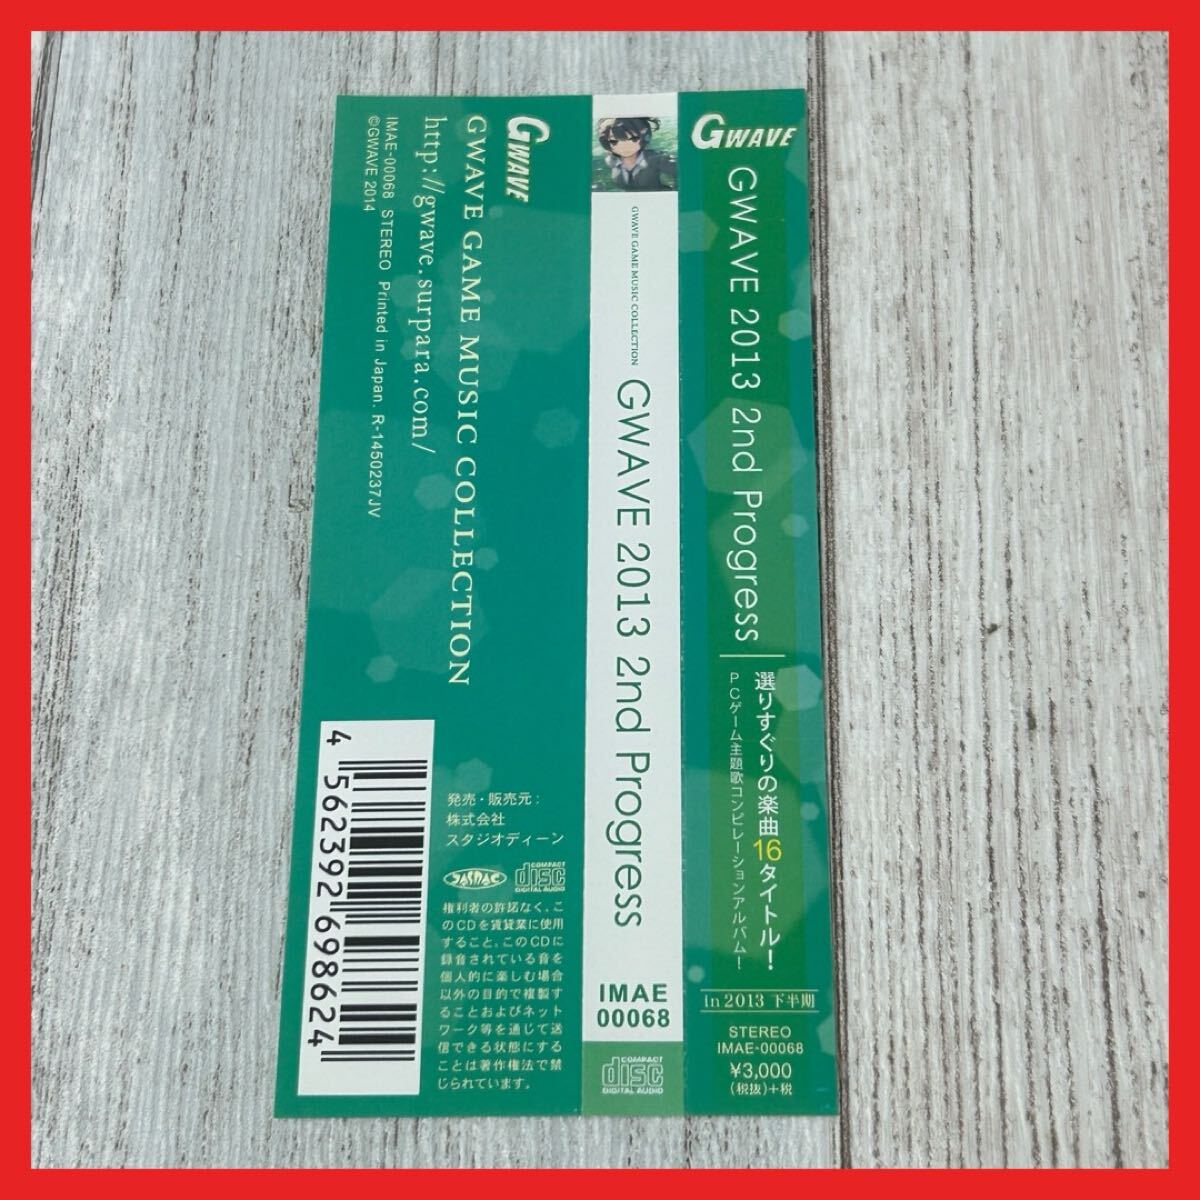 GWAVE
GWAVE 2013 2nd Progress
選りすぐりの楽曲16タイトル!
PCゲーム主題歌コンピレーションアルバム!
in 2013 下半期
STEREO
IMAE-00068
¥3,000
(税抜)+税
GWAVE GAME MUSIC COLLECTION
GWAVE 2013 2nd Progress
IMAE
00068
COMPACT
disc
DIGITAL AUDIO
GWAVE
GWAVE GAME MUSIC COLLECTION
http://gwave.surpara.com/
IMAE-00068 STEREO Printed in Japan. R-1450237JV
©GWAVE 2014
発売・販売元:
株式会社
スタジオディーン
JASRAC
COMPACT
disc
DIGITAL AUDIO
権利者の許諾なく、こ
のCDを賃貸業に使用
すること、このCDに
録音されている音を
個人的に楽しむ場合
以外の目的で複製す
ることおよびネット
ワーク等を通じて送
信できる状態にする
ことは著作権法で禁
じられています。
4 562392 698624